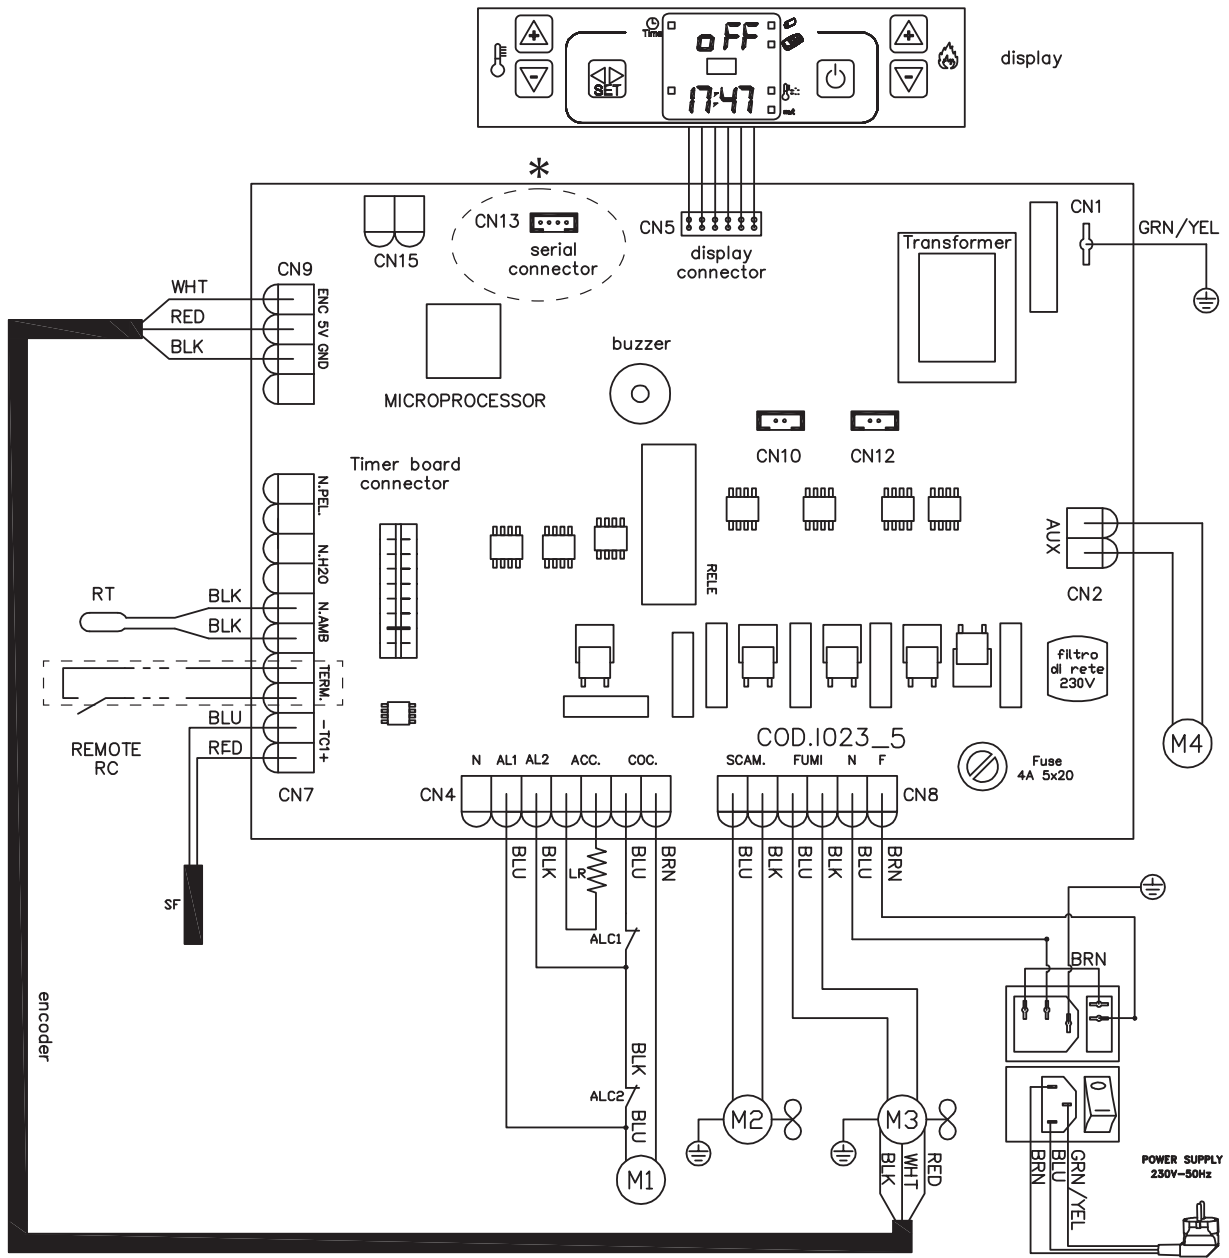 Time
oFF
SET
17:47
set
display
*
CN13
serial
connector
CN5
display
connector
CN15
CN1
GRN/YEL
Transformer
CN9
WHT
RED
BLK
ENC 5V GND
MICROPROCESSOR
buzzer
CN10
CN12
Timer board
connector
RELE
AUX
CN2
N.PEL.
N.H2O
N.AMB
TERM.
-TC1+
RT
BLK
BLK
BLU
RED
REMOTE
RC
CN7
SF
filtro
di rete
230V
M4
COD.1023_5
Fuse
4A 5x20
N
AL1
AL2
ACC.
COC.
CN4
SCAM.
FUMI
N
F
CN8
BLU
BLK
LR
BLU
BRN
BLU
BLK
BLU
BLK
BLU
BRN
ALC1
BLK
ALC2
BLU
M1
M2
M3
BLK
WHT
RED
encoder
BRN
BRN
BLU
GRN/YEL
POWER SUPPLY
230V-50Hz